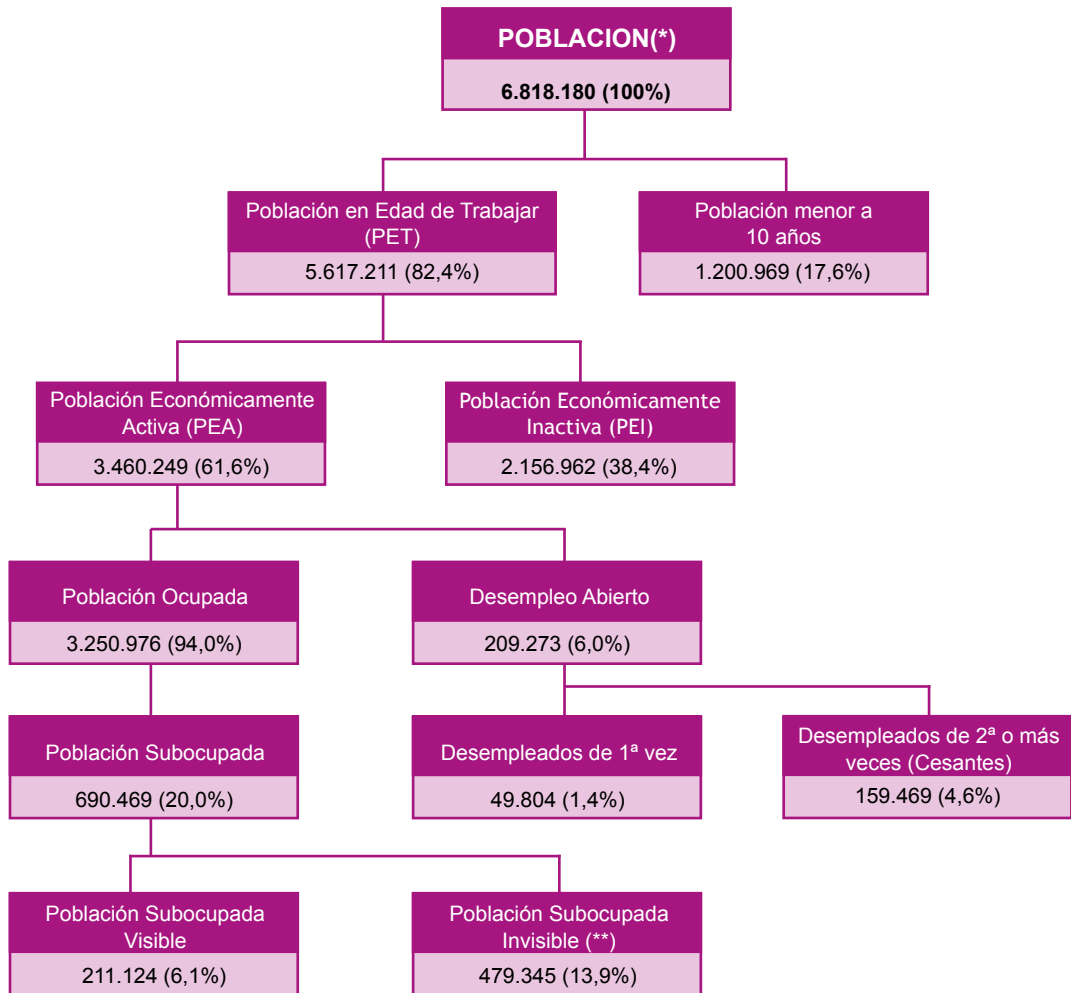 POBLACION(*)
6.818.180 (100%)
Población en Edad de Trabajar
(PET)
5.617.211 (82,4%)
Población menor a
10 años
1.200.969 (17,6%)
Población Económicamente
Activa (PEA)
3.460.249 (61,6%)
Población Económicamente
Inactiva (PEI)
2.156.962 (38,4%)
Población Ocupada
3.250.976 (94,0%)
Desempleo Abierto
209.273 (6,0%)
Población Subocupada
690.469 (20,0%)
Desempleados de 1ª vez
49.804 (1,4%)
Desempleados de 2ª o más
veces (Cesantes)
159.469 (4,6%)
Población Subocupada
Visible
211.124 (6,1%)
Población Subocupada
Invisible (**)
479.345 (13,9%)